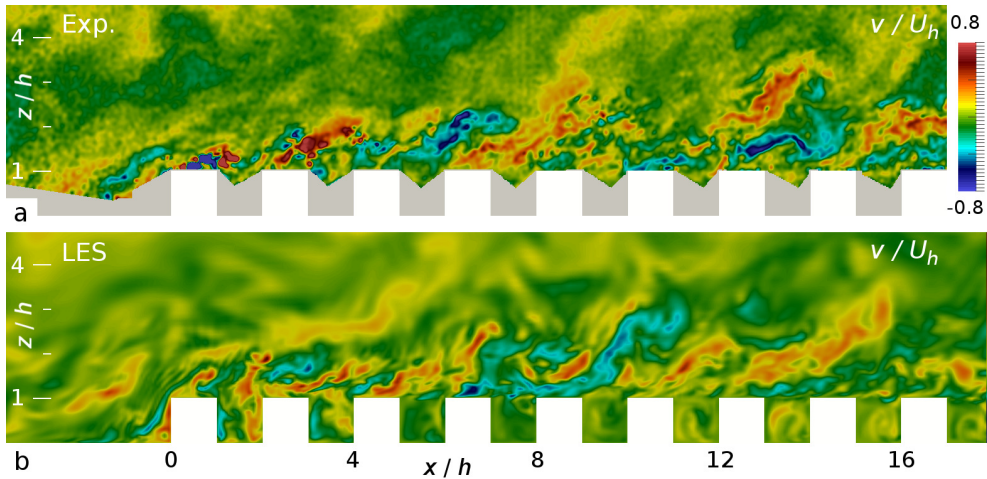 Exp. v / U_h 0.8
4
z / h
1
a -0.8
LES v / U_h
4
z / h
1
b 0 4 8 12 16
x / h